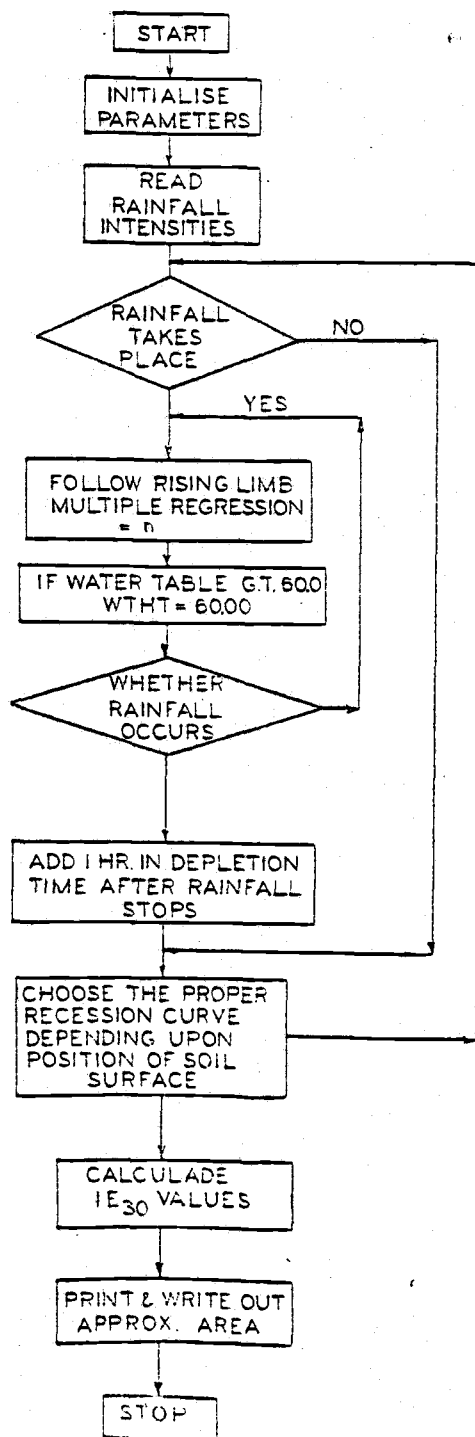 START
INITIALISE
PARAMETERS
READ
RAINFALL
INTENSITIES
RAINFALL
TAKES
PLACE
NO
YES
FOLLOW RISING LIMB
MULTIPLE REGRESSION
= n
IF WATER TABLE G.T. 60.0
WTHT = 60.00
WHETHER
RAINFALL
OCCURS
ADD 1 HR. IN DEPLETION
TIME AFTER RAINFALL
STOPS
CHOOSE THE PROPER
RECESSION CURVE
DEPENDING UPON
POSITION OF SOIL
SURFACE
CALCULADE
IE30 VALUES
PRINT & WRITE OUT
APPROX. AREA
STOP